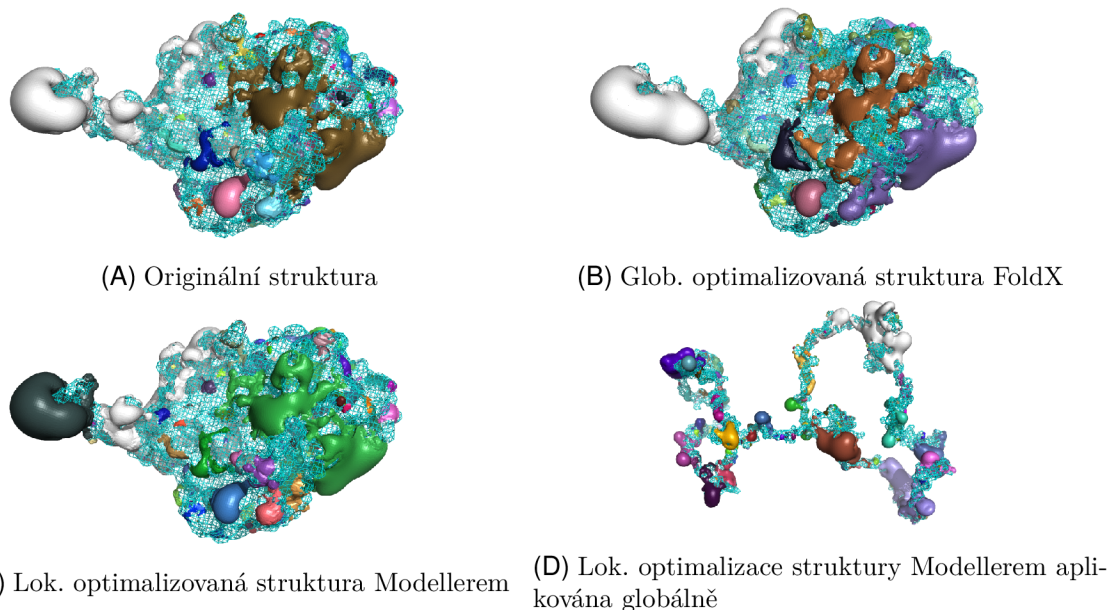 (A) Originální struktura
(B) Glob. optimalizovaná struktura FoldX
) Lok. optimalizovaná struktura Modellerem
(D) Lok. optimalizace struktury Modellerem apli-
kována globálně